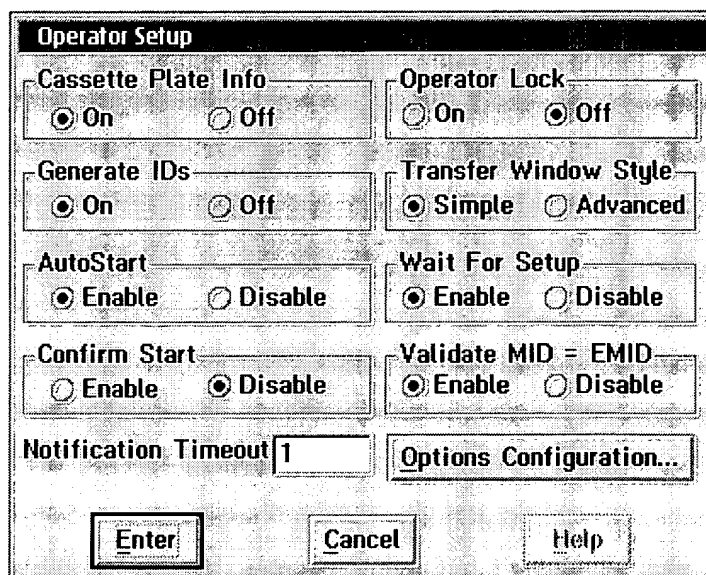 Operator Setup
Cassette Plate Info
On Off
Operator Lock
On Off
Generate IDs
On Off
Transfer Window Style
Simple Advanced
AutoStart
Enable Disable
Wait For Setup
Enable Disable
Confirm Start
Enable Disable
Validate MID = EMID
Enable Disable
Notification Timeout 1
Options Configuration...
Enter Cancel Help